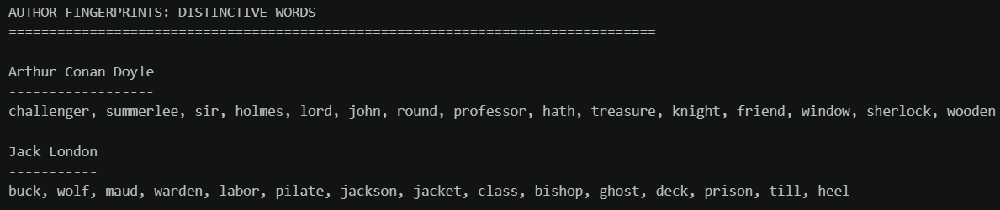 AUTHOR FINGERPRINTS: DISTINCTIVE WORDS
================================================================================
Arthur Conan Doyle
------------------
challenger, summerlee, sir, holmes, lord, john, round, professor, hath, treasure, knight, friend, window, sherlock, wooden
Jack London
-----------
buck, wolf, maud, warden, labor, pilate, jackson, jacket, class, bishop, ghost, deck, prison, till, heel